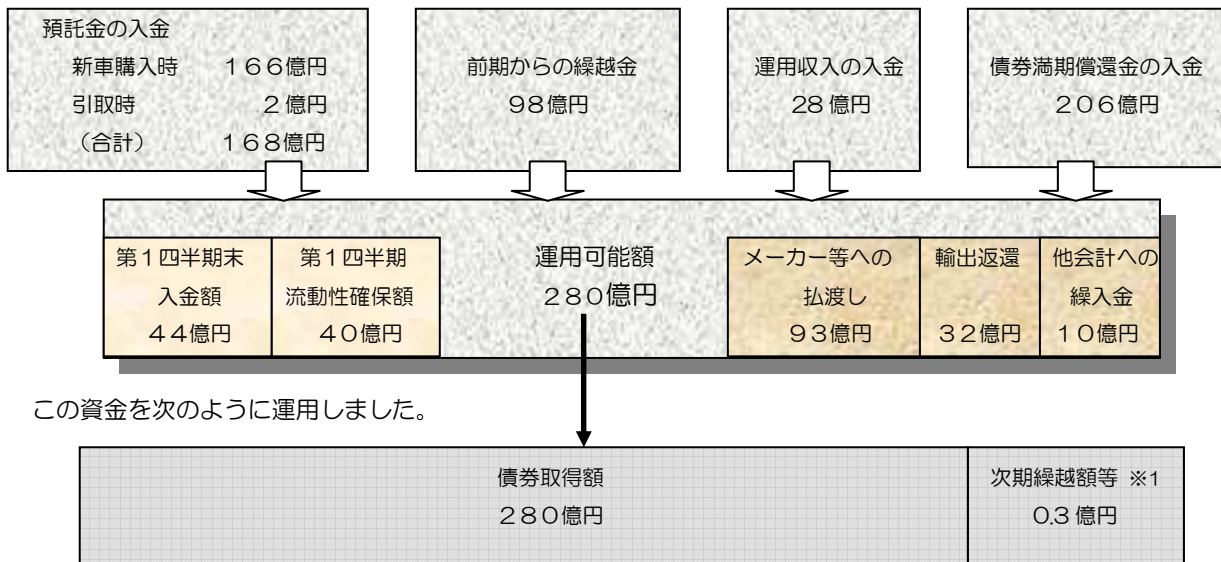 預託金の入金
新車購入時 166億円
引取時 2億円
(合計) 168億円
前期からの繰越金
98億円
運用収入の入金
28億円
債券満期償還金の入金
206億円
第1四半期末
入金額
44億円
第1四半期
流動性確保額
40億円
運用可能額
280億円
メーカー等への
払渡し
93億円
輸出返還
32億円
他会計への
繰入金
10億円
この資金を次のように運用しました。
債券取得額
280億円
次期繰越額等 ※1
0.3億円